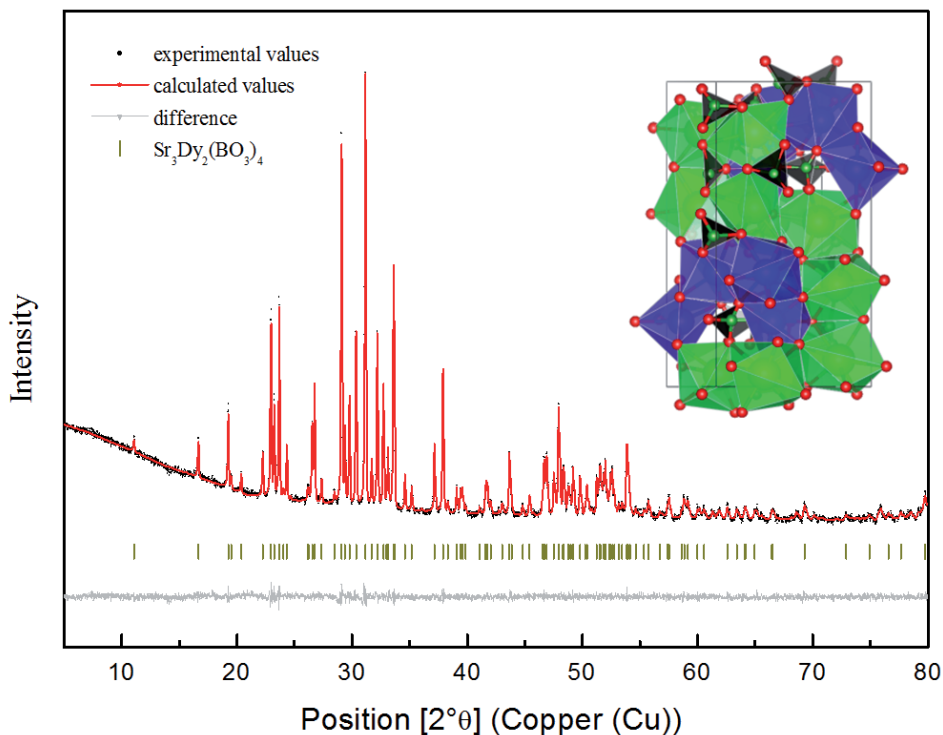 experimental values
calculated values
difference
Sr₃Dy₂(BO₃)₄
Intensity
10 20 30 40 50 60 70 80
Position [2°θ] (Copper (Cu))